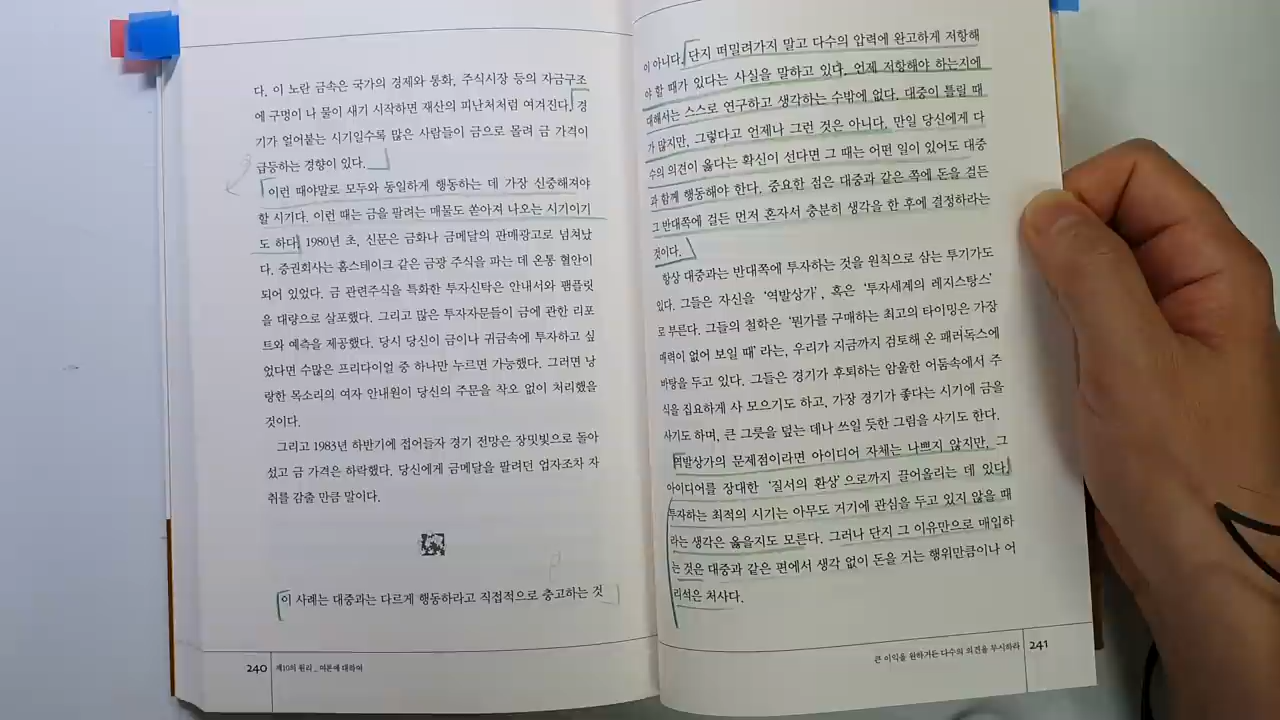 다. 이 노란 금속은 국가의 경제와 통화, 주식시장 등의 자금구조
에 구멍이 나 물이 새기 시작하면 재산의 피난처처럼 여겨진다. 경
기가 얼어붙는 시기일수록 많은 사람들이 금으로 몰려 금 가격이
급등하는 경향이 있다.
이런 때야말로 모두와 동일하게 행동하는 데 가장 신중해져야
할 시기다. 이런 때는 금을 팔려는 매물도 쏟아져 나오는 시기이기
도 하다. 1980년 초, 신문은 금화나 금메달의 판매광고로 넘쳐났
다. 증권회사는 홈스테이크 같은 금광 주식을 파는 데 온통 혈안이
되어 있었다. 금 관련주식을 특화한 투자신탁은 안내서와 팸플릿
을 대량으로 살포했다. 그리고 많은 투자자문들이 금에 관한 리포
트와 예측을 제공했다. 당시 당신이 금이나 귀금속에 투자하고 싶
었다면 수많은 프리다이얼 중 하나만 누르면 가능했다. 그러면 낭
랑한 목소리의 여자 안내원이 당신의 주문을 착오 없이 처리했을
것이다.
그리고 1983년 하반기에 접어들자 경기 전망은 장밋빛으로 돌아
섰고 금 가격은 하락했다. 당신에게 금메달을 팔려던 업자조차 자
취를 감출 만큼 말이다.
이 사례는 대중과는 다르게 행동하라고 직접적으로 충고하는 것
240 제10의 원리_여론에 대하여
이 아니다. 단지 떠밀려가지 말고 다수의 압력에 완고하게 저항해
야 할 때가 있다는 사실을 말하고 있다. 언제 저항해야 하는지에
대해서는 스스로 연구하고 생각하는 수밖에 없다. 대중이 틀릴 때
가 많지만, 그렇다고 언제나 그런 것은 아니다. 만일 당신에게 다
수의 의견이 옳다는 확신이 선다면 그 때는 어떤 일이 있어도 대중
과 함께 행동해야 한다. 중요한 점은 대중과 같은 쪽에 돈을 걸든
그 반대쪽에 걸든 먼저 혼자서 충분히 생각을 한 후에 결정하라는
것이다.
항상 대중과는 반대쪽에 투자하는 것을 원칙으로 삼는 투기가도
있다. 그들은 자신을 ‘역발상가’, 혹은 ‘투자세계의 레지스탕스’
로 부른다. 그들의 철학은 ‘뭔가를 구매하는 최고의 타이밍은 가장
매력이 없어 보일 때’라는, 우리가 지금까지 검토해 온 패러독스에
바탕을 두고 있다. 그들은 경기가 후퇴하는 암울한 어둠속에서 주
식을 집요하게 사 모으기도 하고, 가장 경기가 좋다는 시기에 금을
사기도 하며, 큰 그릇을 덮는 데나 쓰일 듯한 그림을 사기도 한다.
역발상가의 문제점이라면 아이디어 자체는 나쁘지 않지만, 그
아이디어를 장대한 ‘질서의 환상’으로까지 끌어올리는 데 있다.
투자하는 최적의 시기는 아무도 거기에 관심을 두고 있지 않을 때
라는 생각은 옳을지도 모른다. 그러나 단지 그 이유만으로 매입하
는 것은 대중과 같은 편에서 생각 없이 돈을 거는 행위만큼이나 어
리석은 처사다.
큰 이익을 원하거든 다수의 의견을 무시하라 241